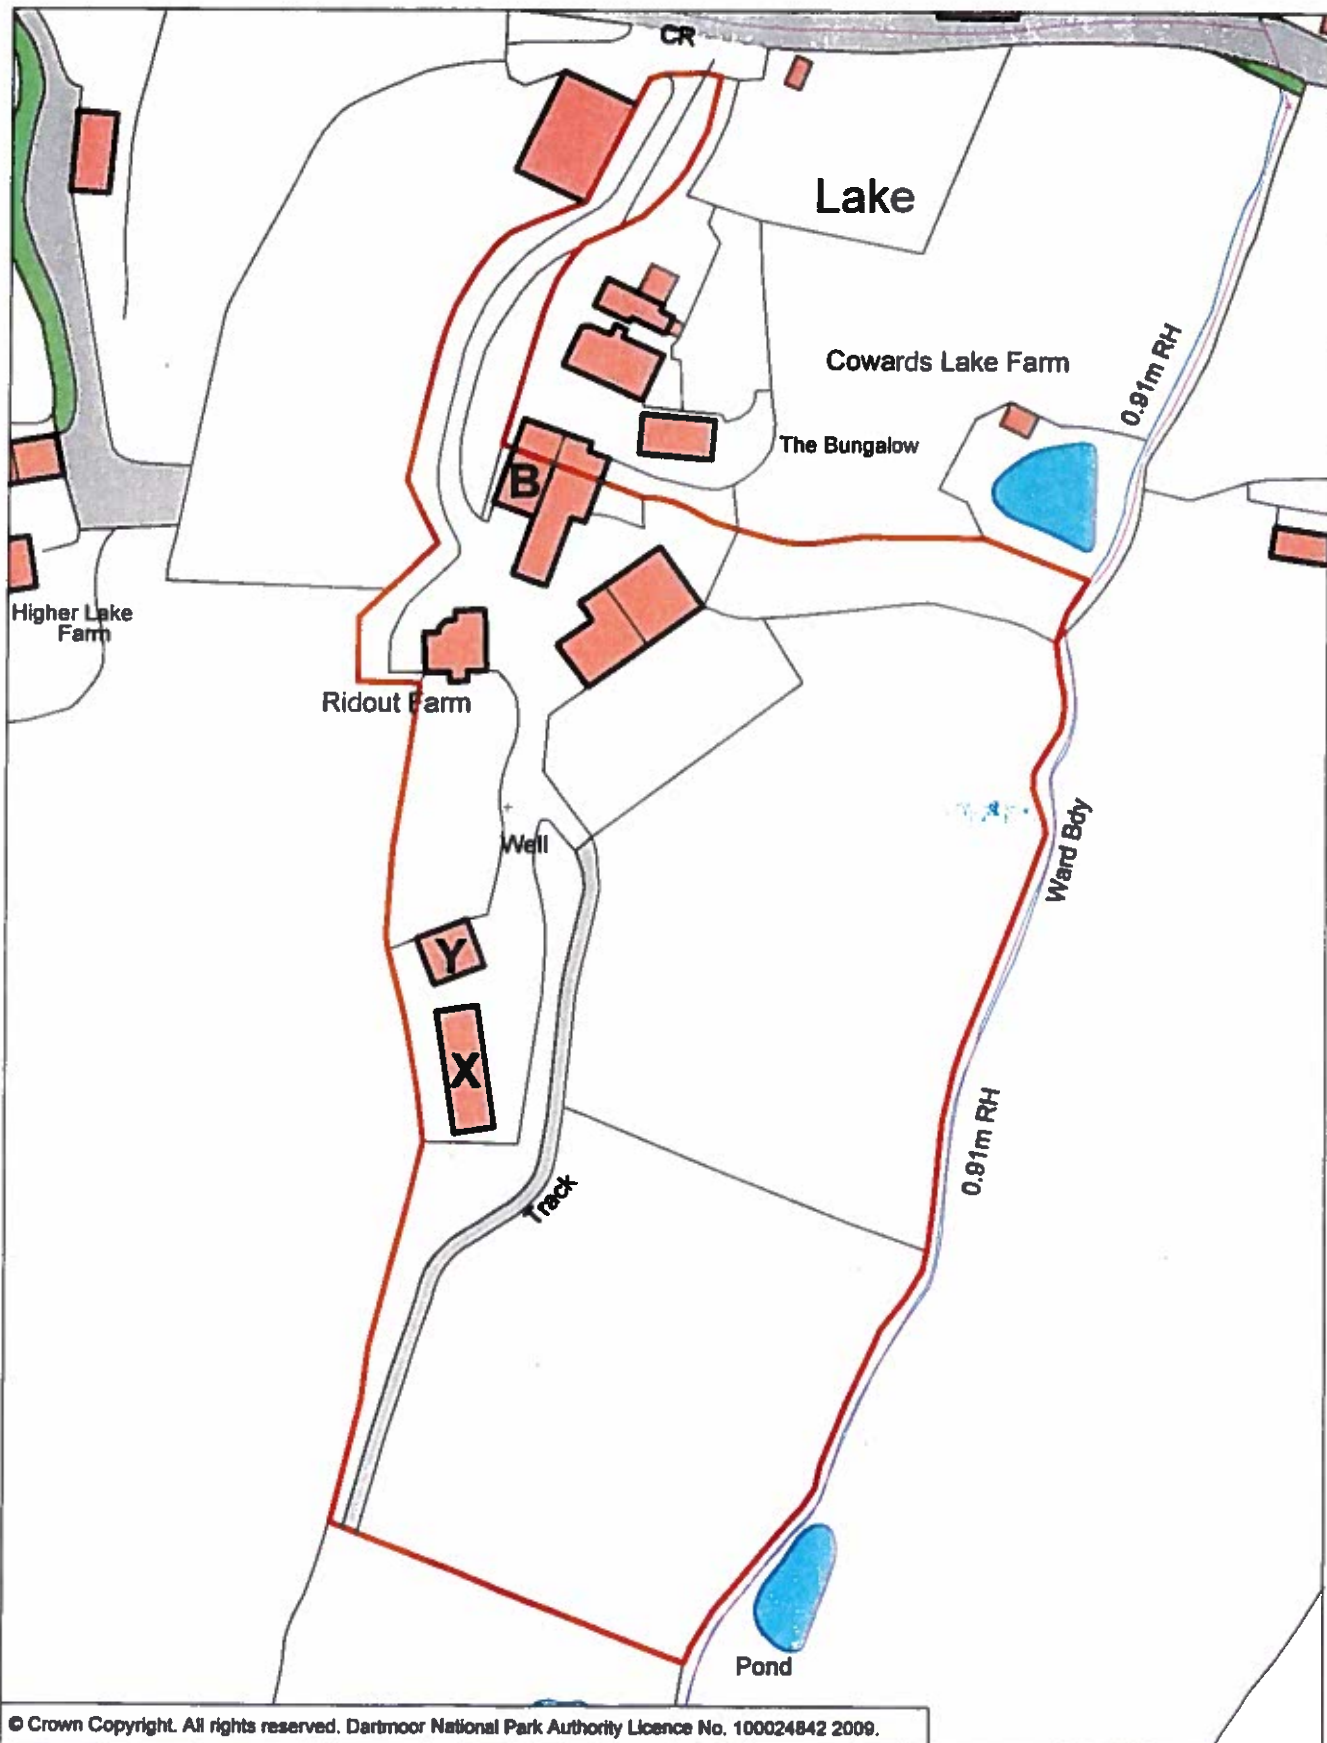 CR
Lake
Cowards Lake Farm
0.91m RH
The Bungalow
B
Higher Lake
Farm
Ridout Farm
Well
Ward Bdy
Y
X
0.91m RH
Track
Pond
© Crown Copyright. All rights reserved. Dartmoor National Park Authority Licence No. 100024842 2009.